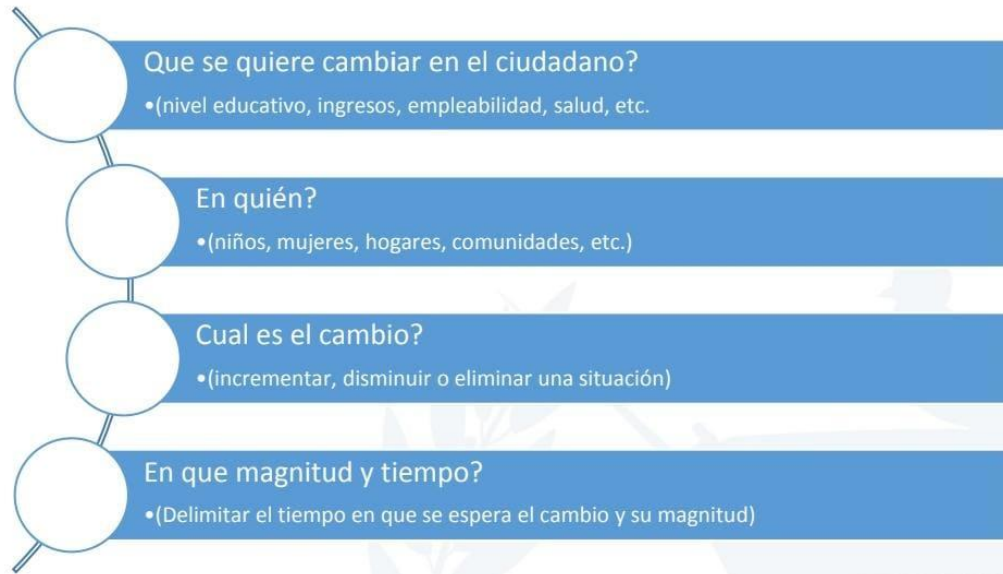 Que se quiere cambiar en el ciudadano?
•(nivel educativo, ingresos, empleabilidad, salud, etc.
En quién?
•(niños, mujeres, hogares, comunidades, etc.)
Cual es el cambio?
•(incrementar, disminuir o eliminar una situación)
En que magnitud y tiempo?
•(Delimitar el tiempo en que se espera el cambio y su magnitud)